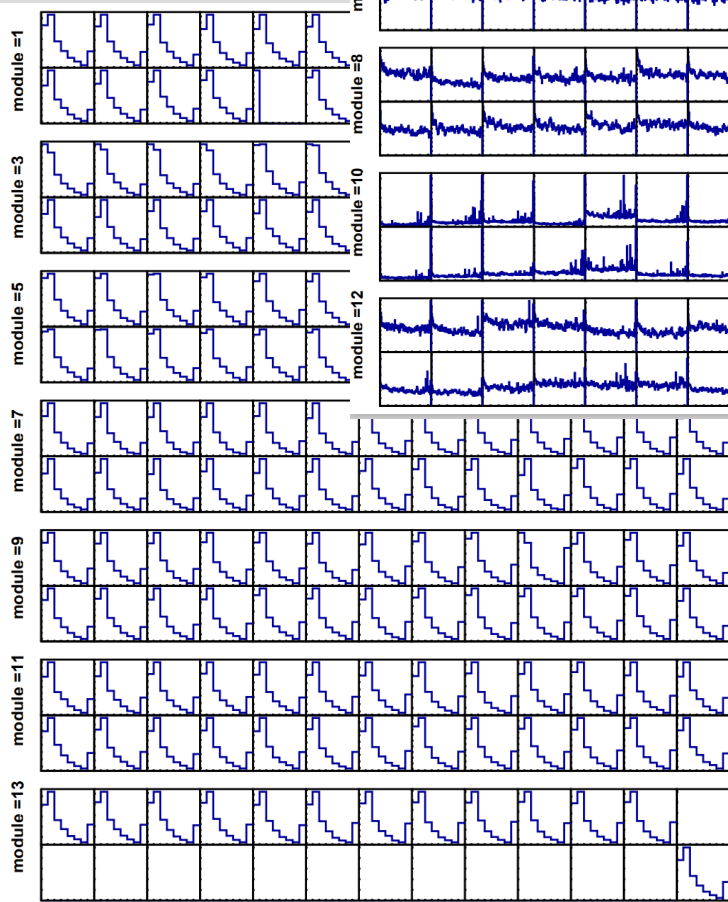 module =1
module =3
module =5
module =7
module =9
module =11
module =13
module =8
module =10
module =12